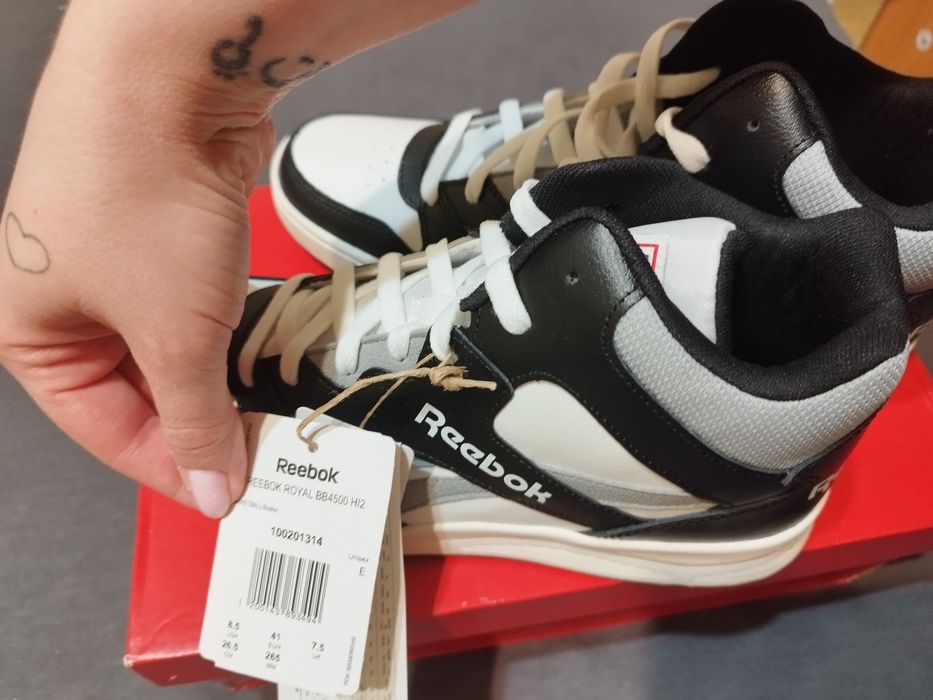 Reebok
REEBOK ROYAL BB4500 HI2
100201314
Unisex
E
8.5
USA
41
EUR
7.5
UK
26.5
CM
265
MM
Reebok